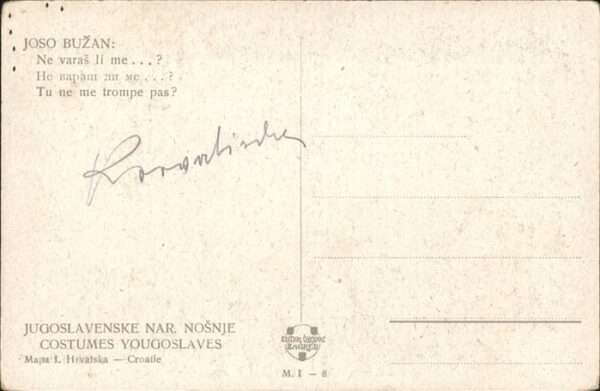 JOSO BUŽAN:
Ne varaš li me . . . ?
Не вараш ли ме . . . ?
Tu ne me trompe pas?
JUGOSLAVENSKE NAR. NOŠNJE
COSTUMES YOUGOSLAVES
Mapa I. Hrvatska — Croatie
M. I — 8